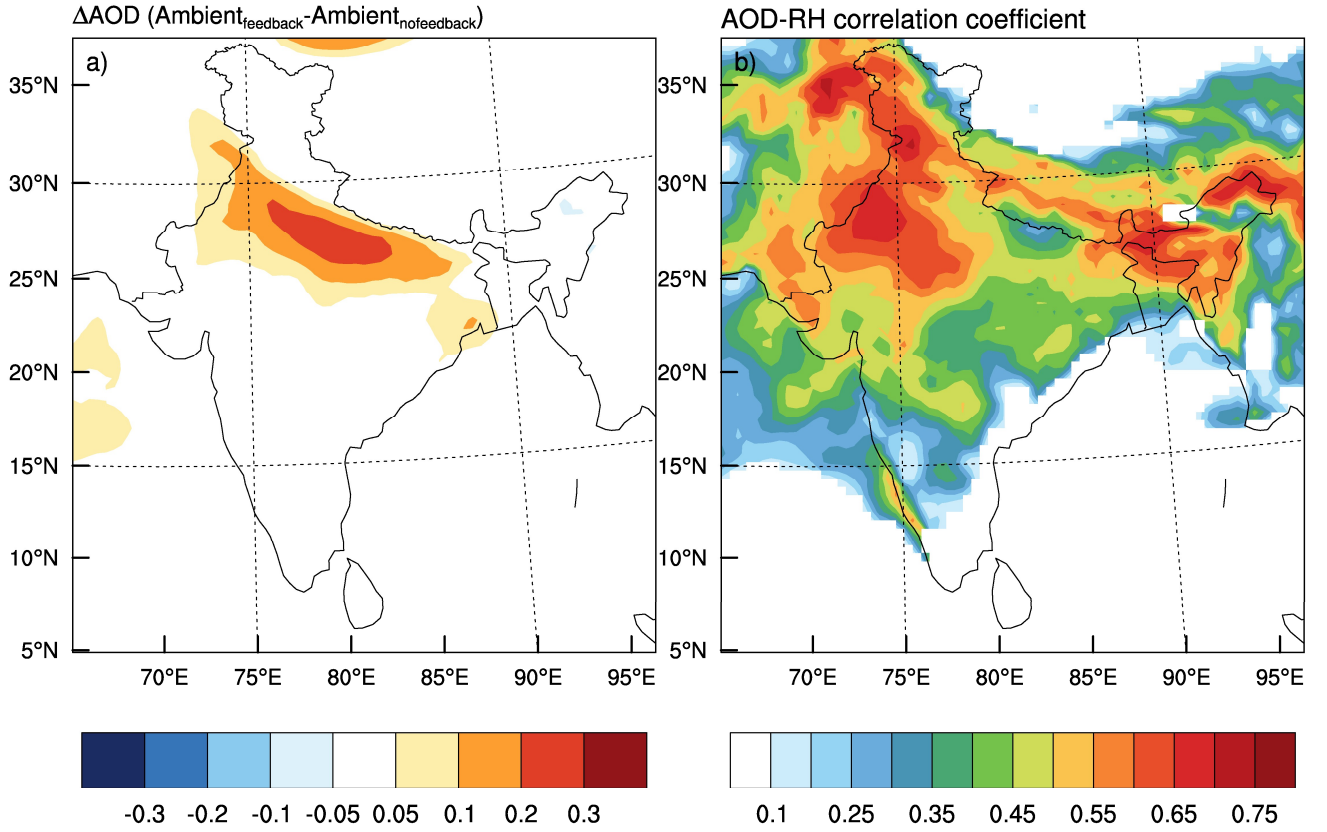 ΔAOD (Ambientfeedback-Ambientnofeedback)
AOD-RH correlation coefficient
a)
b)
35°N
30°N
25°N
20°N
15°N
10°N
5°N
70°E 75°E 80°E 85°E 90°E 95°E
35°N
30°N
25°N
20°N
15°N
10°N
5°N
70°E 75°E 80°E 85°E 90°E 95°E
-0.3 -0.2 -0.1 -0.05 0.05 0.1 0.2 0.3
0.1 0.25 0.35 0.45 0.55 0.65 0.75